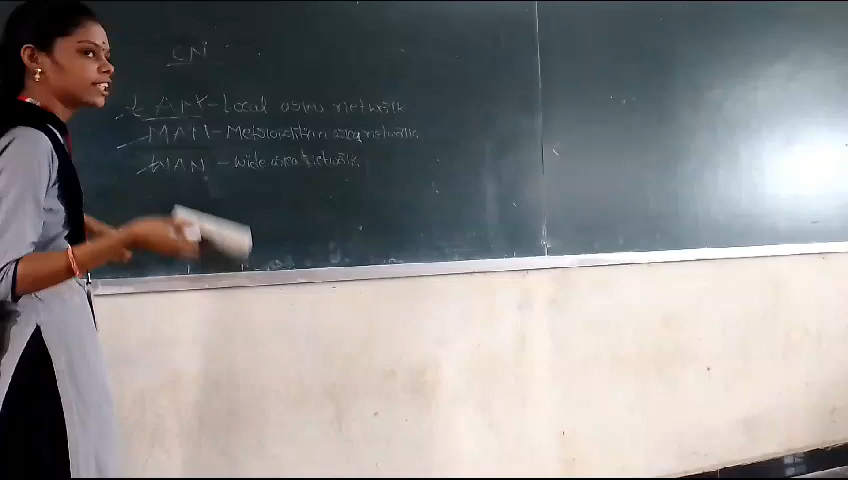 CN
LAN - Local area network
MAN - Metropolitan area network
WAN - wide area network